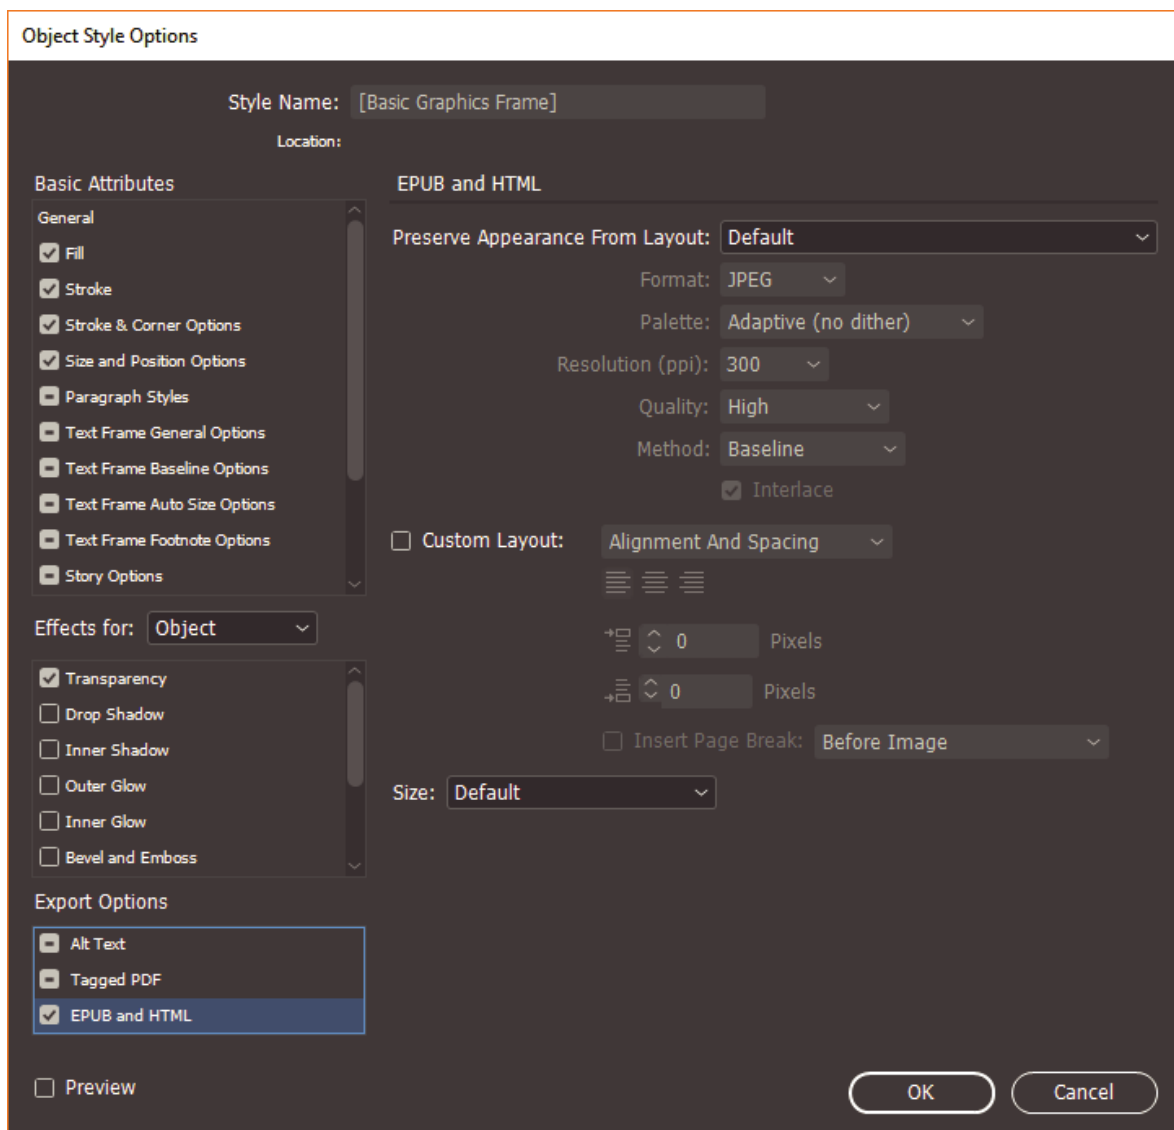 Object Style Options
Style Name: [Basic Graphics Frame]
Location:
Basic Attributes
General
Fill
Stroke
Stroke & Corner Options
Size and Position Options
Paragraph Styles
Text Frame General Options
Text Frame Baseline Options
Text Frame Auto Size Options
Text Frame Footnote Options
Story Options
Effects for: Object
Transparency
Drop Shadow
Inner Shadow
Outer Glow
Inner Glow
Bevel and Emboss
Export Options
Alt Text
Tagged PDF
EPUB and HTML
Preview
EPUB and HTML
Preserve Appearance From Layout: Default
Format: JPEG
Palette: Adaptive (no dither)
Resolution (ppi): 300
Quality: High
Method: Baseline
Interlace
Custom Layout: Alignment And Spacing
0 Pixels
0 Pixels
Insert Page Break: Before Image
Size: Default
OK Cancel